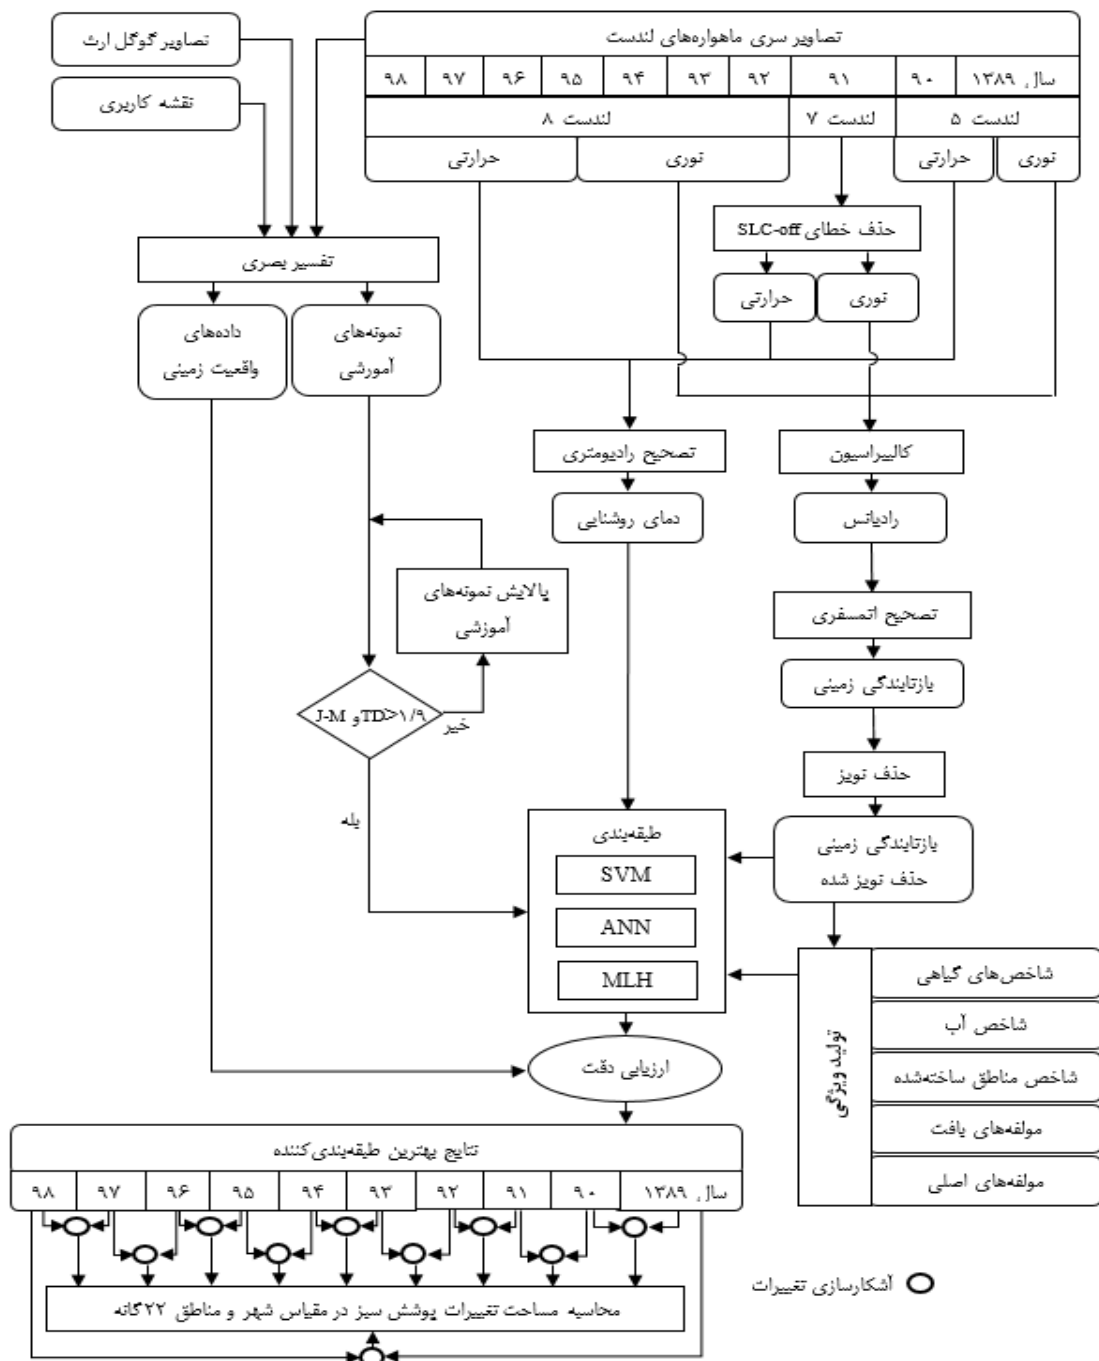 تصاویر گوگل ارث
نقشه کاربری
تصاویر سری ماهواره‌های لندست
سال ۱۳۸۹ ۹۰ ۹۱ ۹۲ ۹۳ ۹۴ ۹۵ ۹۶ ۹۷ ۹۸
لندست ۵ لندست ۷ لندست ۸
نوری حرارتی نوری حرارتی
حذف خطای SLC-off
نوری حرارتی
تفسیر بصری
نمونه‌های
آموزشی
داده‌های
واقعیت زمینی
تصحیح رادیومتری
دمای روشنایی
کالیبراسیون
رادیانس
تصحیح اتمسفری
بازتابندگی زمینی
حذف نویز
بازتابندگی زمینی
حذف نویز شده
پالایش نمونه‌های
آموزشی
J-M و TD>۱/۹
خیر
بله
طبقه‌بندی
SVM
ANN
MLH
تولید ویژگی
شاخص‌های گیاهی
شاخص آب
شاخص مناطق ساخته‌شده
مولفه‌های بافت
مولفه‌های اصلی
ارزیابی دقت
نتایج بهترین طبقه‌بندی‌کننده
سال ۱۳۸۹ ۹۰ ۹۱ ۹۲ ۹۳ ۹۴ ۹۵ ۹۶ ۹۷ ۹۸
آشکارسازی تغییرات
محاسبه مساحت تغییرات پوشش سبز در مقیاس شهر و مناطق ۲۲گانه